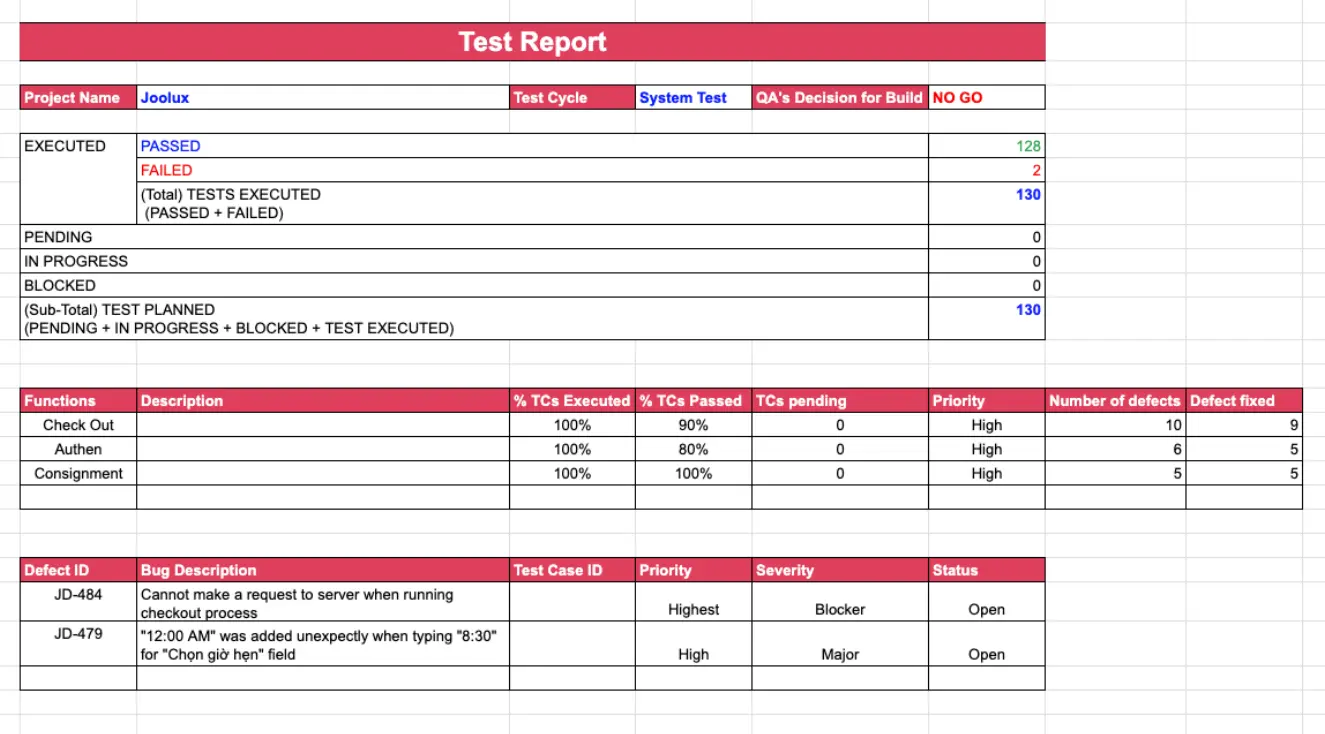 Test Report
Project Name Joolux Test Cycle System Test QA's Decision for Build NO GO
EXECUTED PASSED 128
FAILED 2
(Total) TESTS EXECUTED 130
(PASSED + FAILED)
PENDING 0
IN PROGRESS 0
BLOCKED 0
(Sub-Total) TEST PLANNED 130
(PENDING + IN PROGRESS + BLOCKED + TEST EXECUTED)
Functions Description % TCs Executed % TCs Passed TCs pending Priority Number of defects Defect fixed
Check Out 100% 90% 0 High 10 9
Authen 100% 80% 0 High 6 5
Consignment 100% 100% 0 High 5 5
Defect ID Bug Description Test Case ID Priority Severity Status
JD-484 Cannot make a request to server when running
checkout process Highest Blocker Open
JD-479 "12:00 AM" was added unexpectly when typing "8:30"
for "Chọn giờ hẹn" field High Major Open